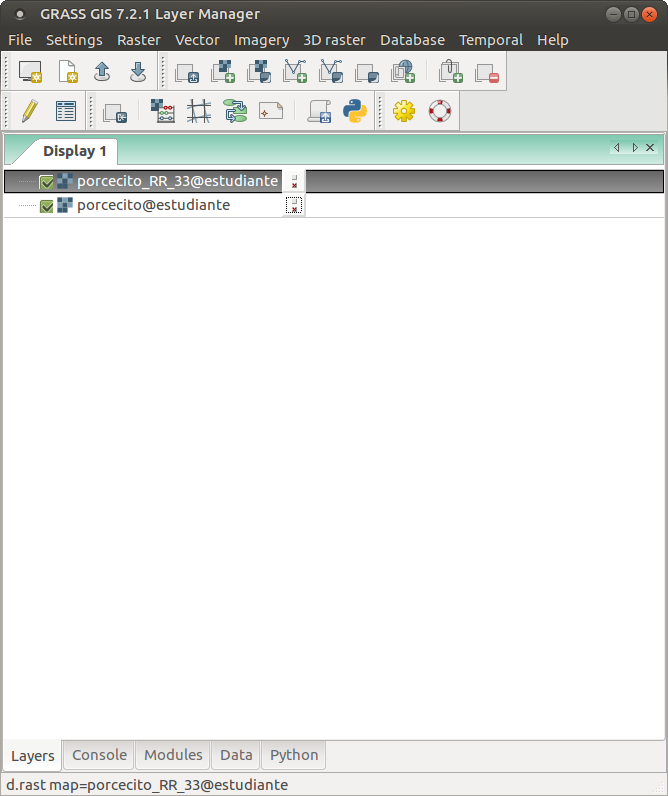 GRASS GIS 7.2.1 Layer Manager
File Settings Raster Vector Imagery 3D raster Database Temporal Help
Display 1
porcecito_RR_33@estudiante
porcecito@estudiante
Layers Console Modules Data Python
d.rast map=porcecito_RR_33@estudiante